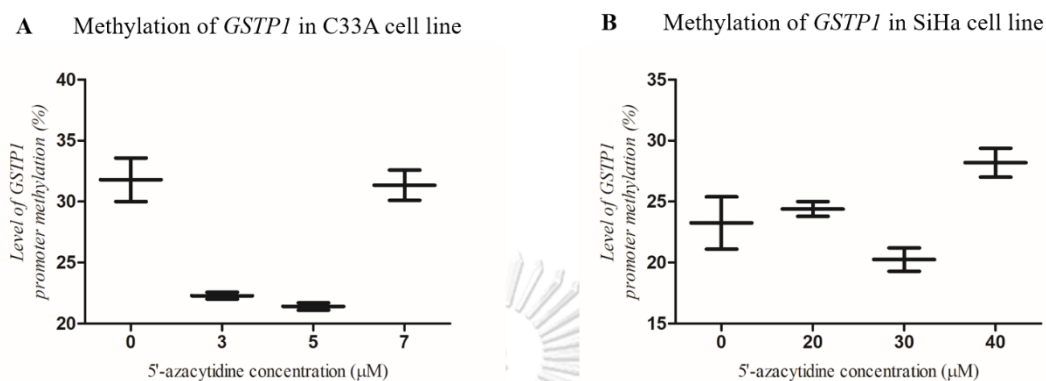 A Methylation of GSTP1 in C33A cell line
Level of GSTP1
promoter methylation (%)
40
35
30
25
20
0 3 5 7
5'-azacytidine concentration (μM)
B Methylation of GSTP1 in SiHa cell line
Level of GSTP1
promoter methylation (%)
35
30
25
20
15
0 20 30 40
5'-azacytidine concentration (μM)